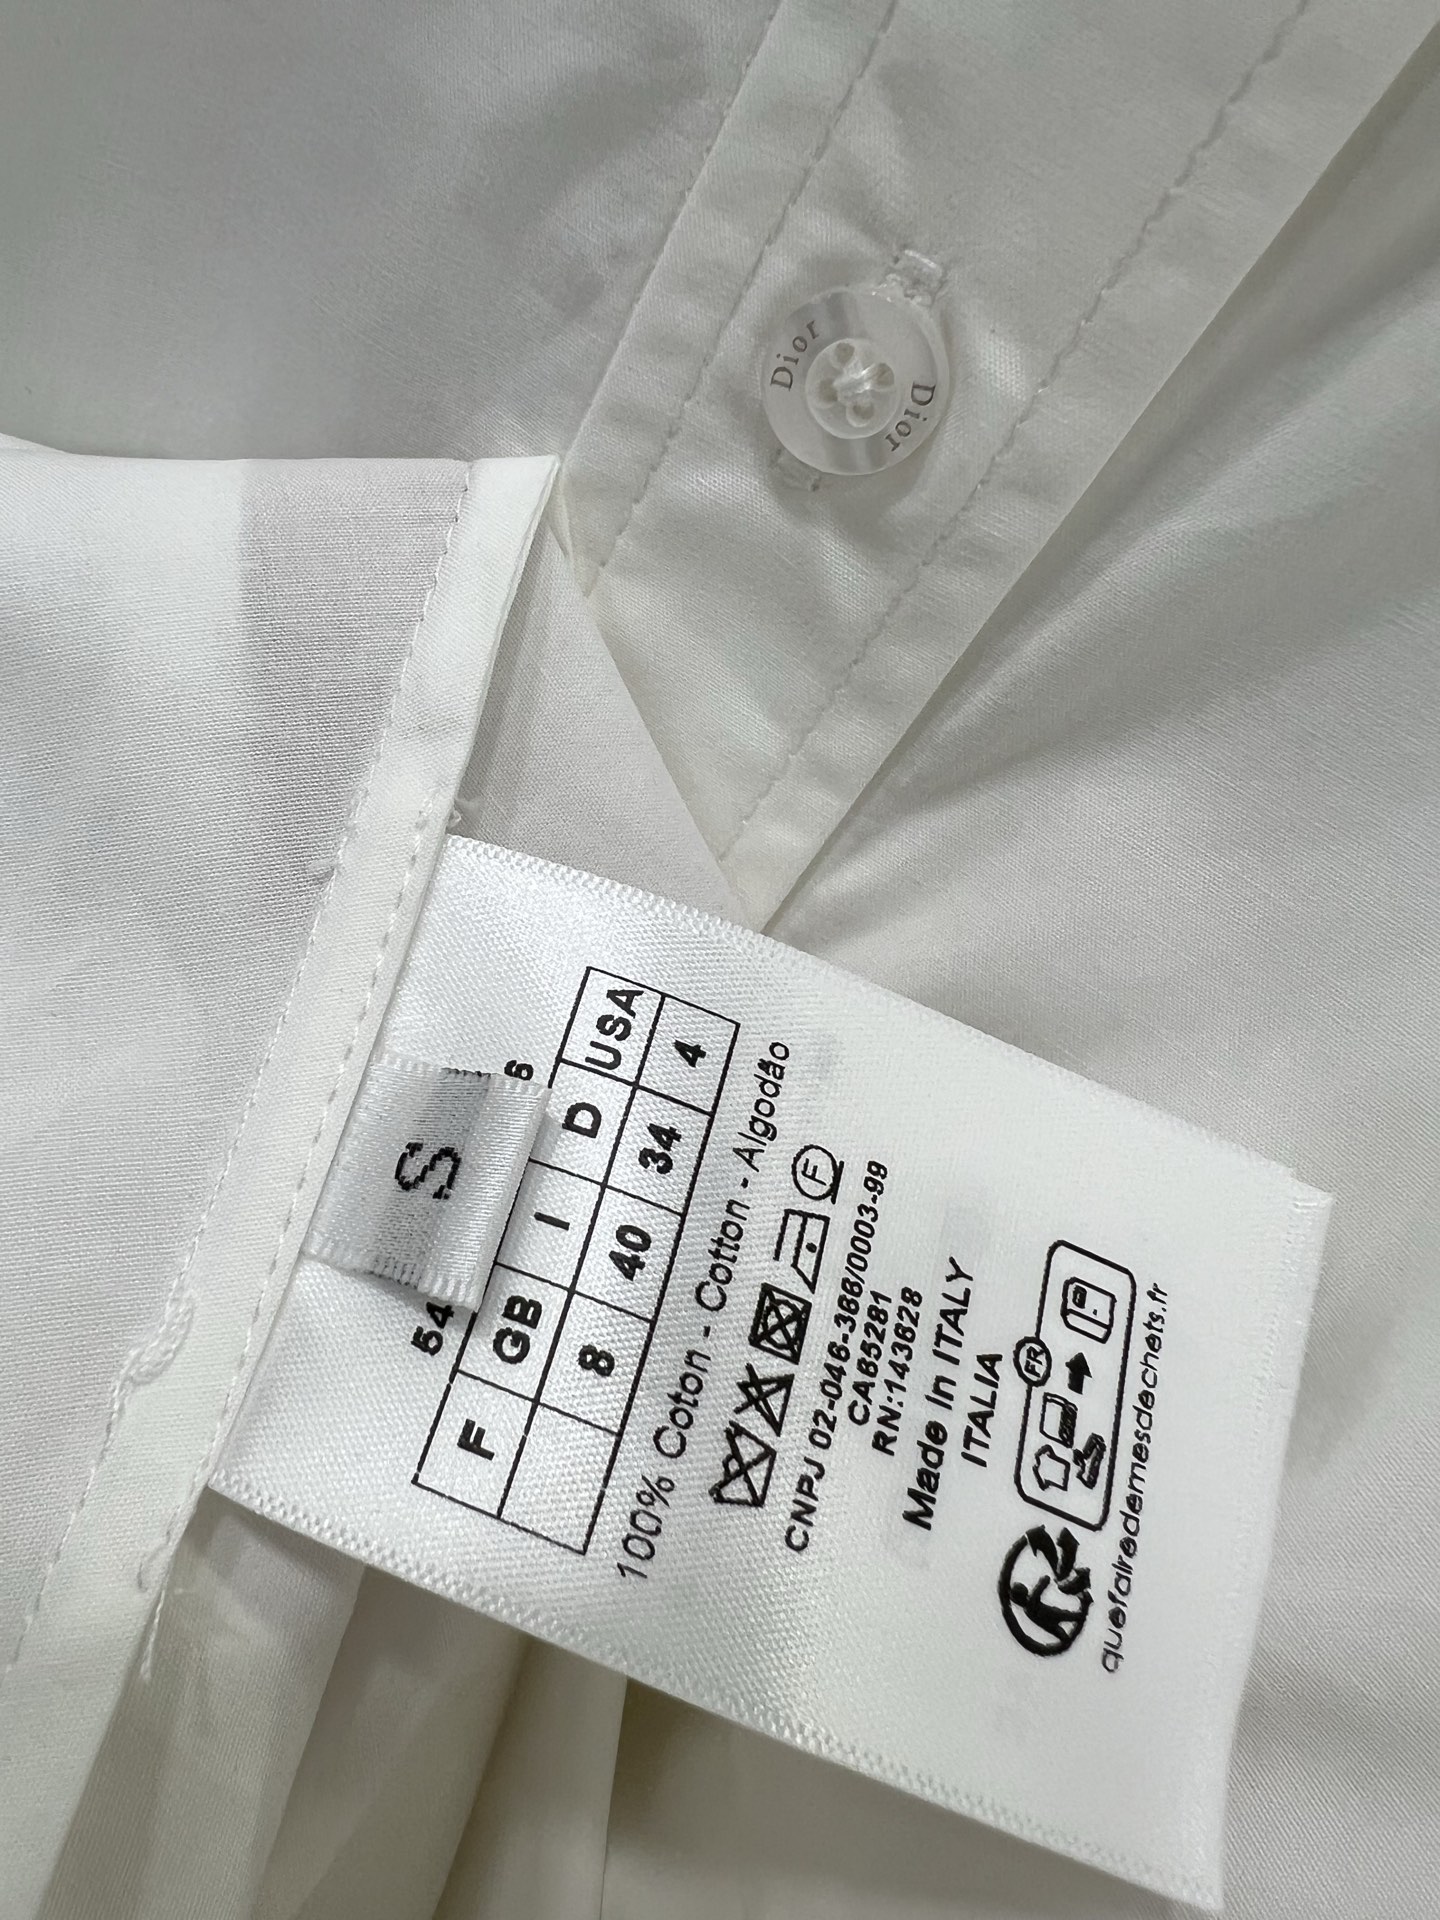 Dior Dior
S
54
6
F GB I D USA
8 40 34 4
100% Coton - Cotton - Algodão
F
CNPJ 02-046-366/0003-99
CA65281
RN:143628
Made In ITALY
ITALIA
FR
quefairedemesdechets.fr